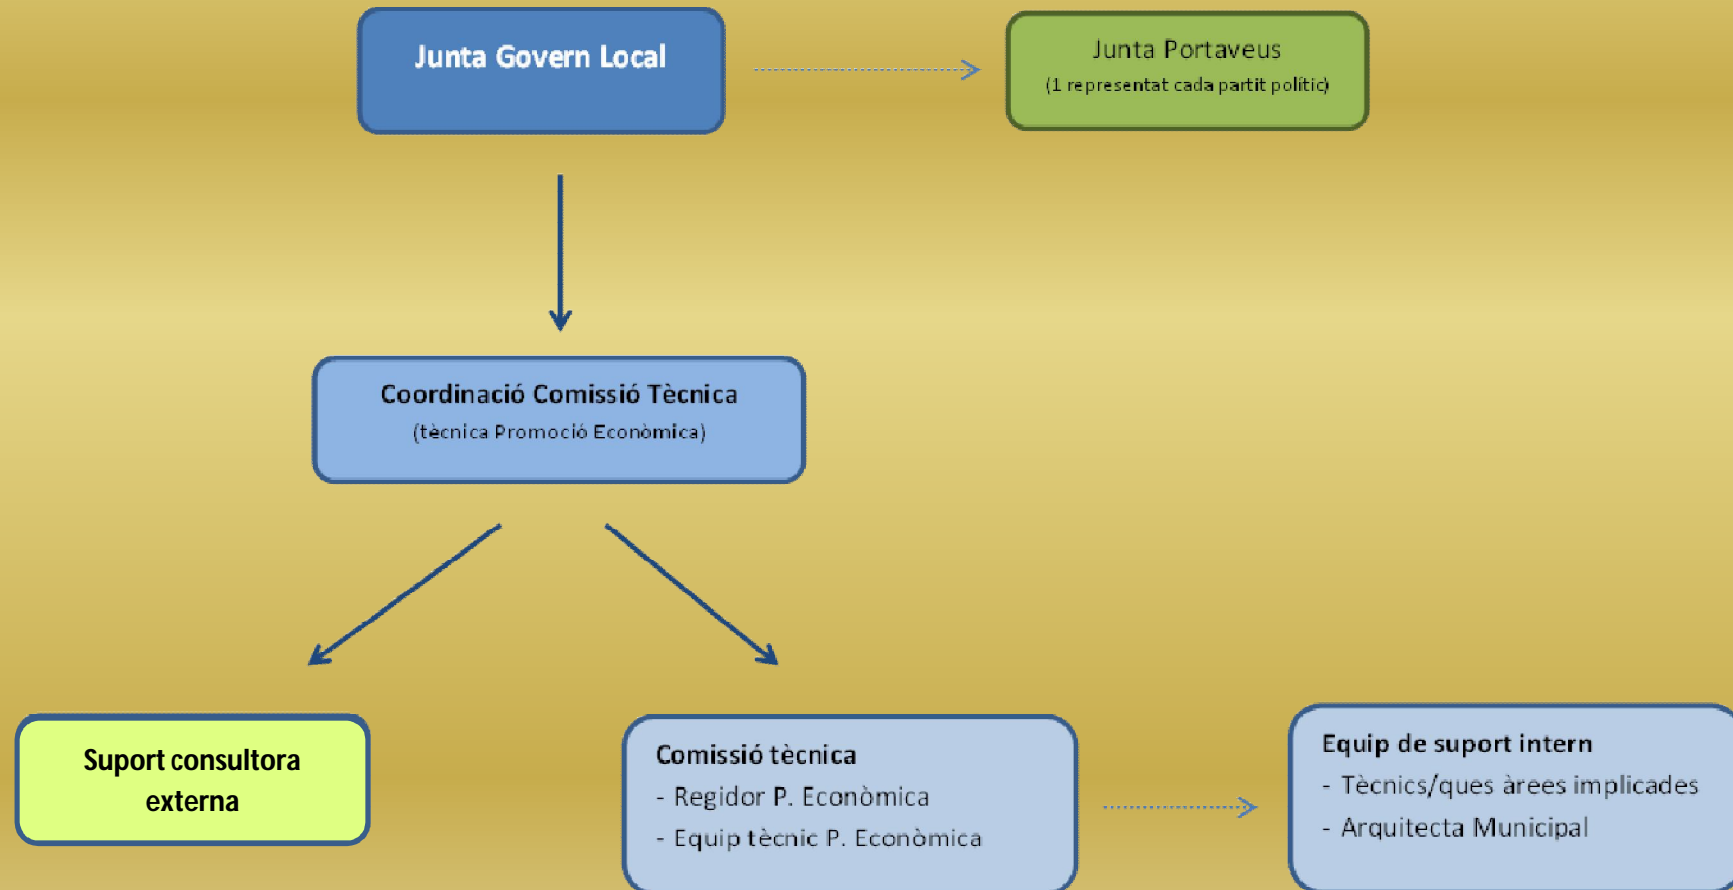 Junta Govern Local
Junta Portaveus
(1 representat cada partit polític)
Coordinació Comissió Tècnica
(tècnica Promoció Econòmica)
Suport consultora
externa
Comissió tècnica
- Regidor P. Econòmica
- Equip tècnic P. Econòmica
Equip de suport intern
- Tècnics/ques àrees implicades
- Arquitecta Municipal